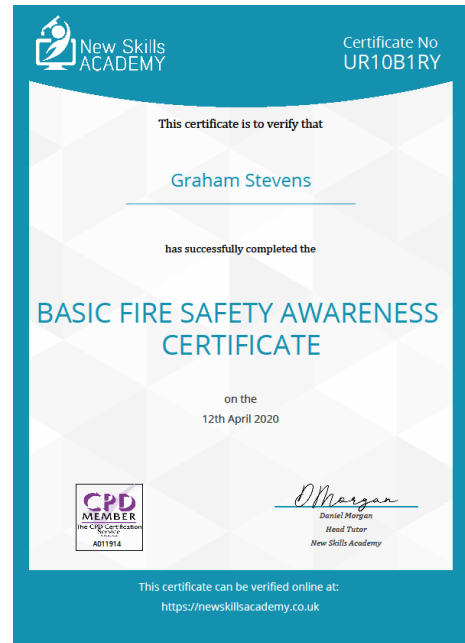 New Skills
ACADEMY
Certificate No
UR10B1RY
This certificate is to verify that
Graham Stevens
has successfully completed the
BASIC FIRE SAFETY AWARENESS
CERTIFICATE
on the
12th April 2020
CPD
MEMBER
The CPD Certification
Service
A011914
DMorgan
Daniel Morgan
Head Tutor
New Skills Academy
This certificate can be verified online at:
https://newskillsacademy.co.uk